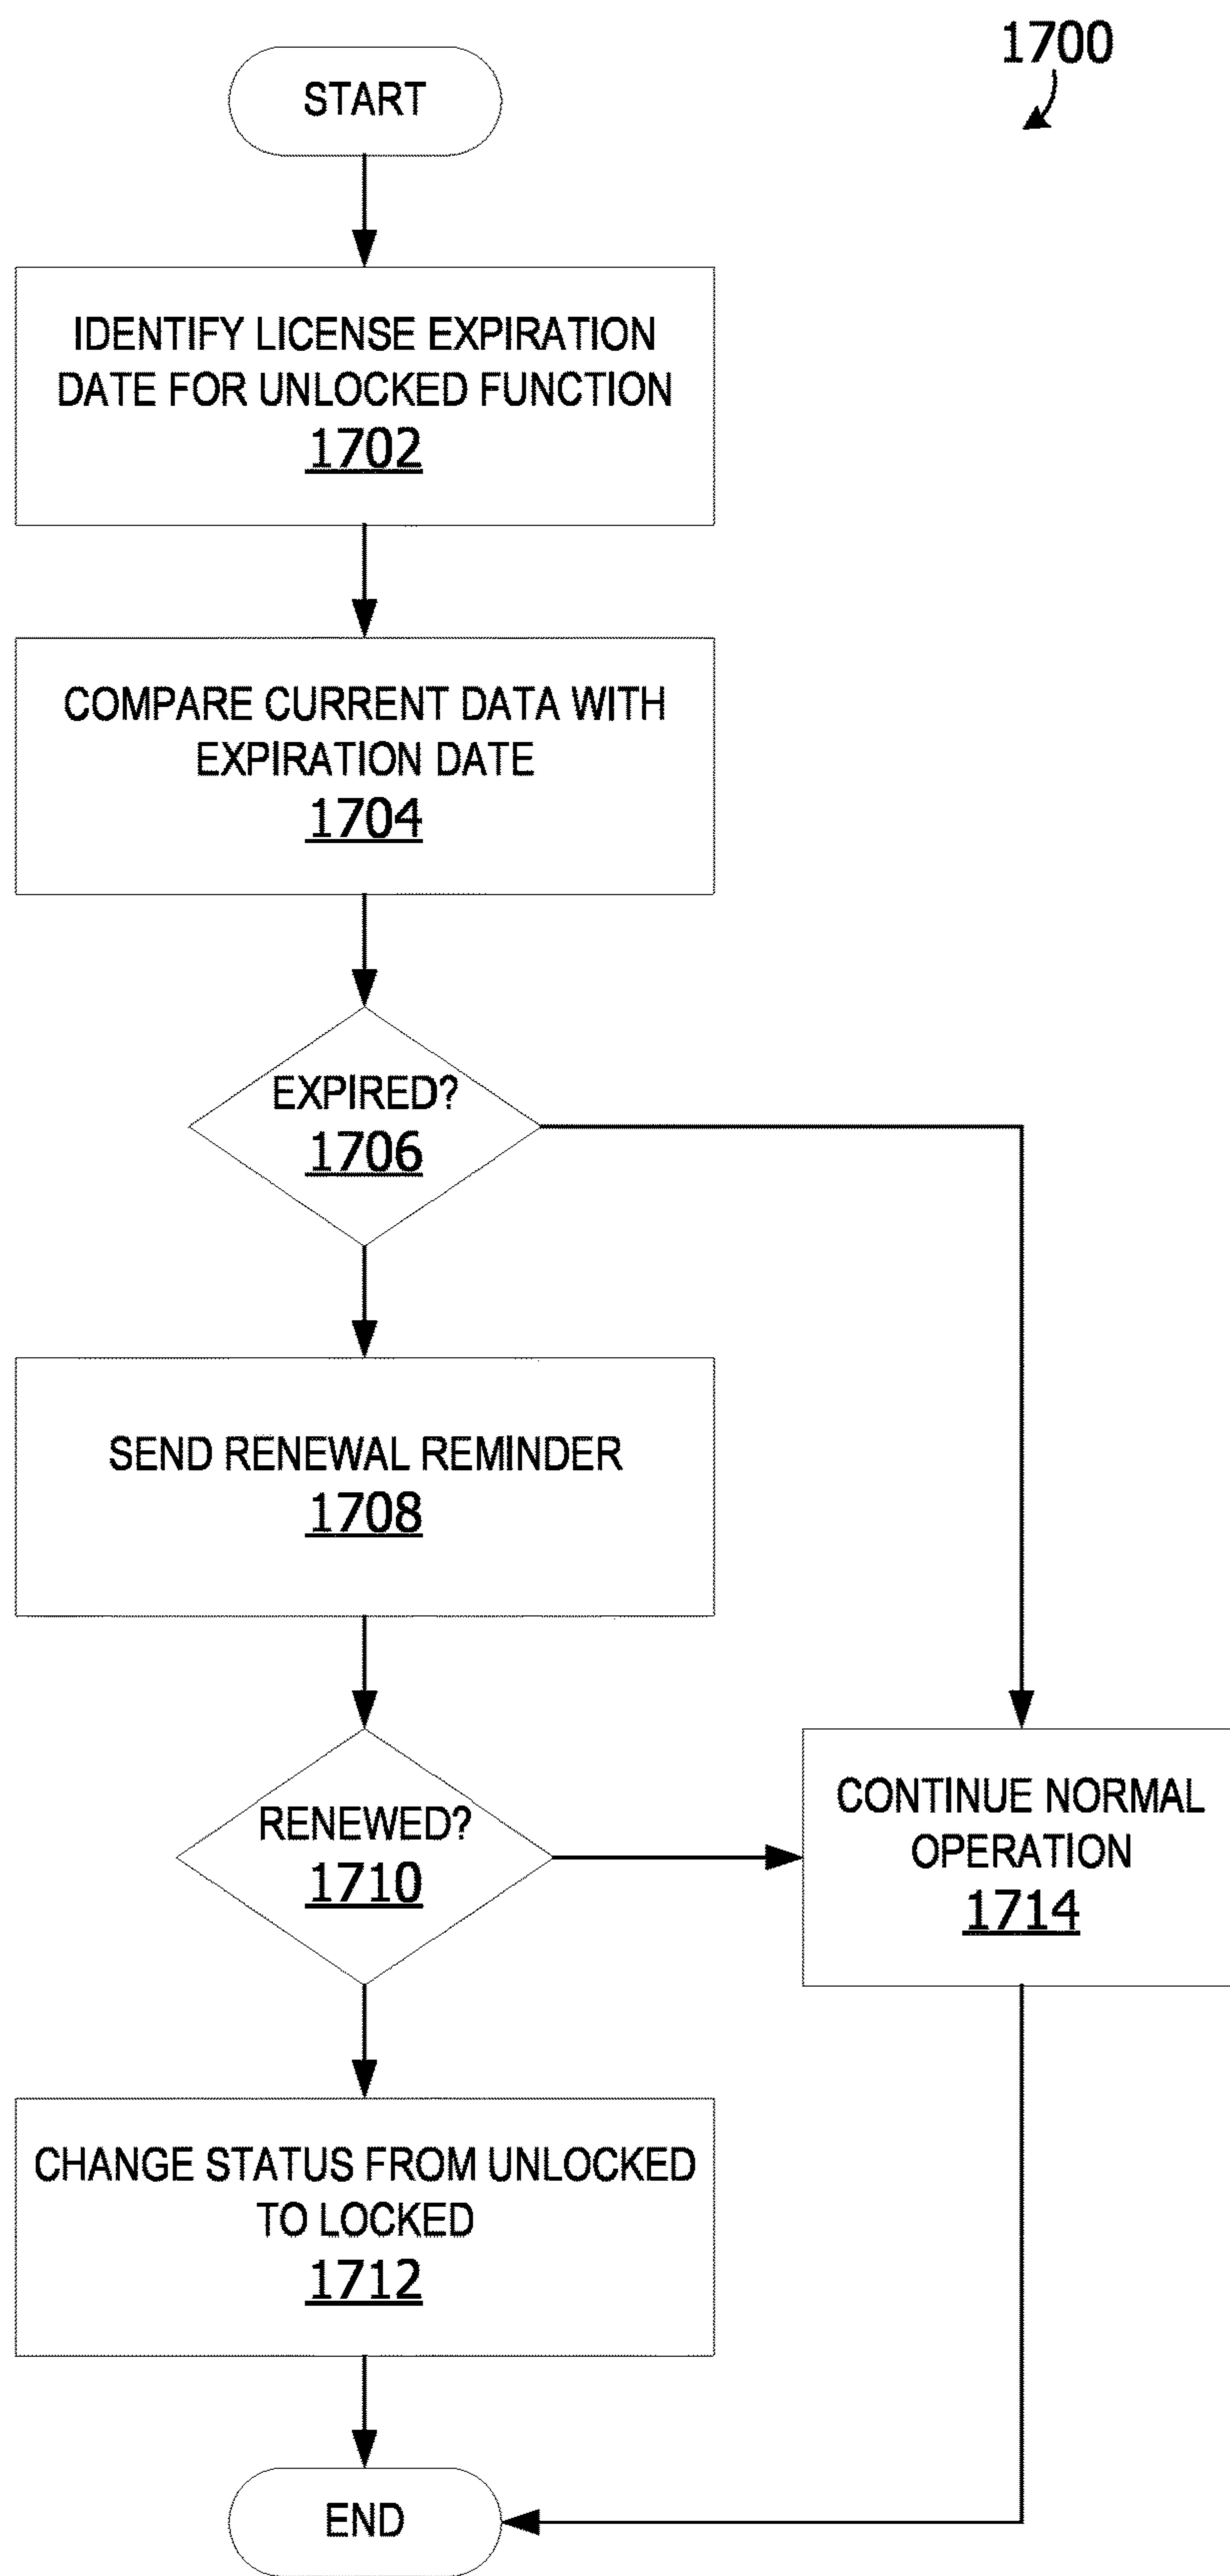 1700
START
IDENTIFY LICENSE EXPIRATION
DATE FOR UNLOCKED FUNCTION
1702
COMPARE CURRENT DATA WITH
EXPIRATION DATE
1704
EXPIRED?
1706
SEND RENEWAL REMINDER
1708
RENEWED?
1710
CONTINUE NORMAL
OPERATION
1714
CHANGE STATUS FROM UNLOCKED
TO LOCKED
1712
END